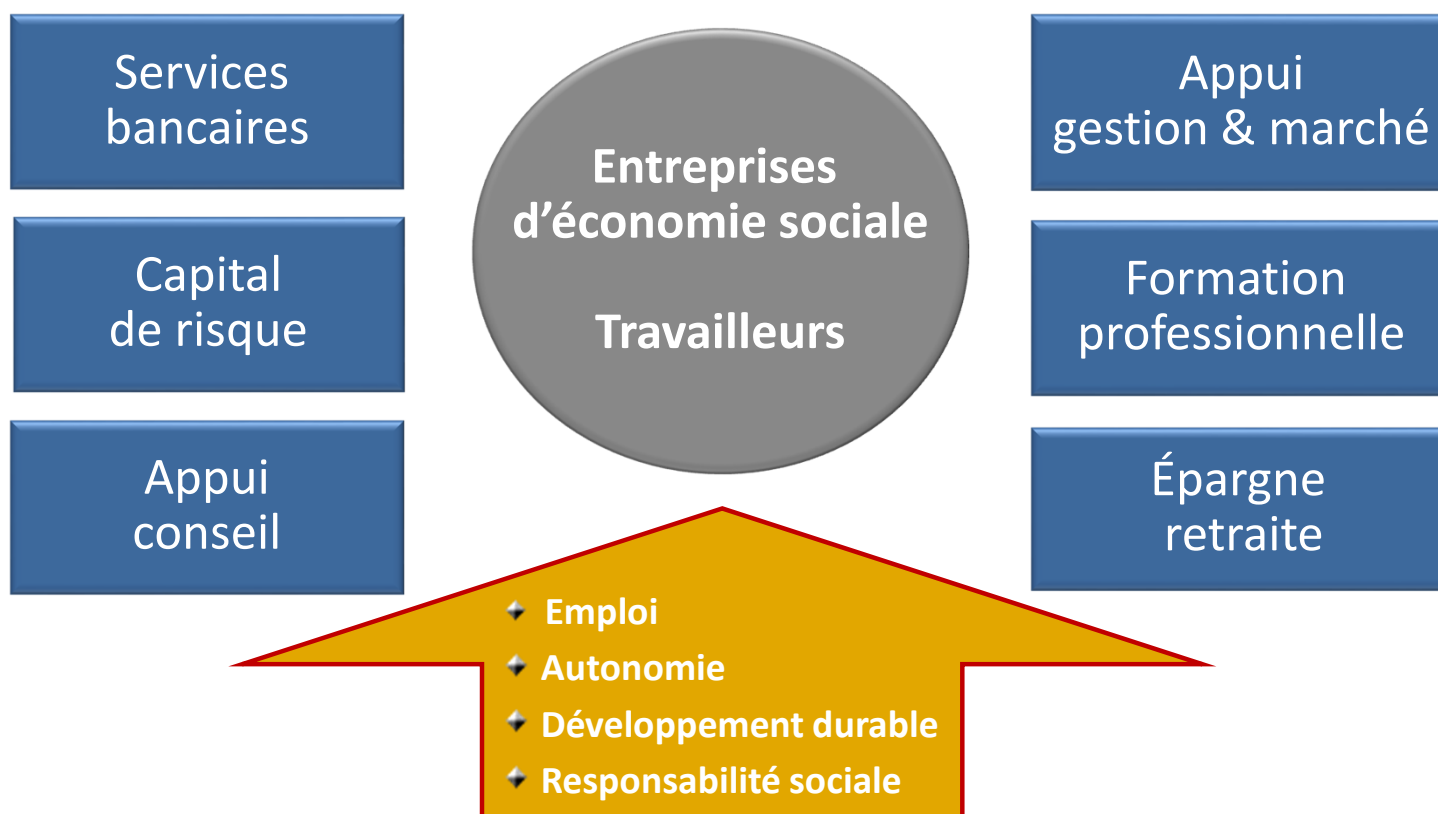 Services
bancaires
Capital
de risque
Appui
conseil
Entreprises
d’économie sociale
Travailleurs
Appui
gestion & marché
Formation
professionnelle
Épargne
retraite
Emploi
Autonomie
Développement durable
Responsabilité sociale